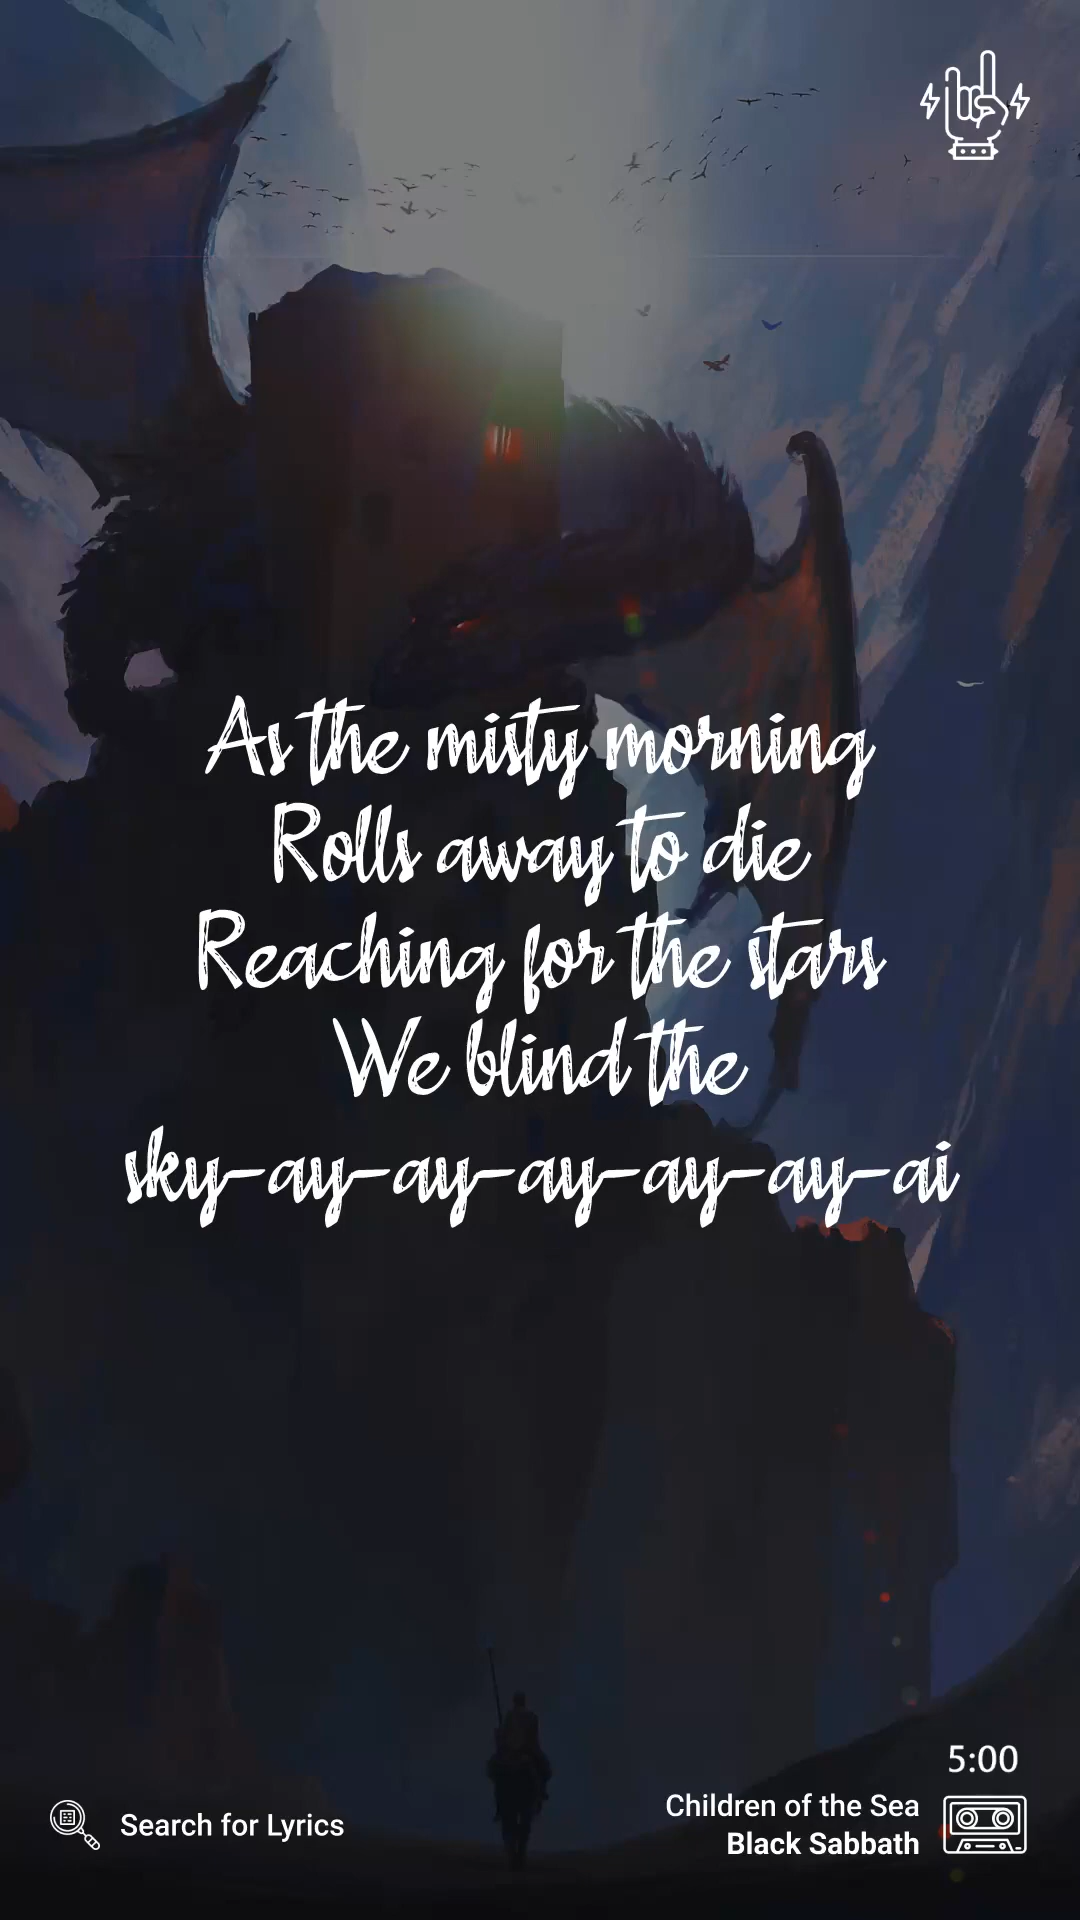 As the misty morning
Rolls away to die
Reaching for the stars
We blind the
sky-ay-ay-ay-ay-ay-ai
5:00
Search for Lyrics
Children of the Sea
Black Sabbath